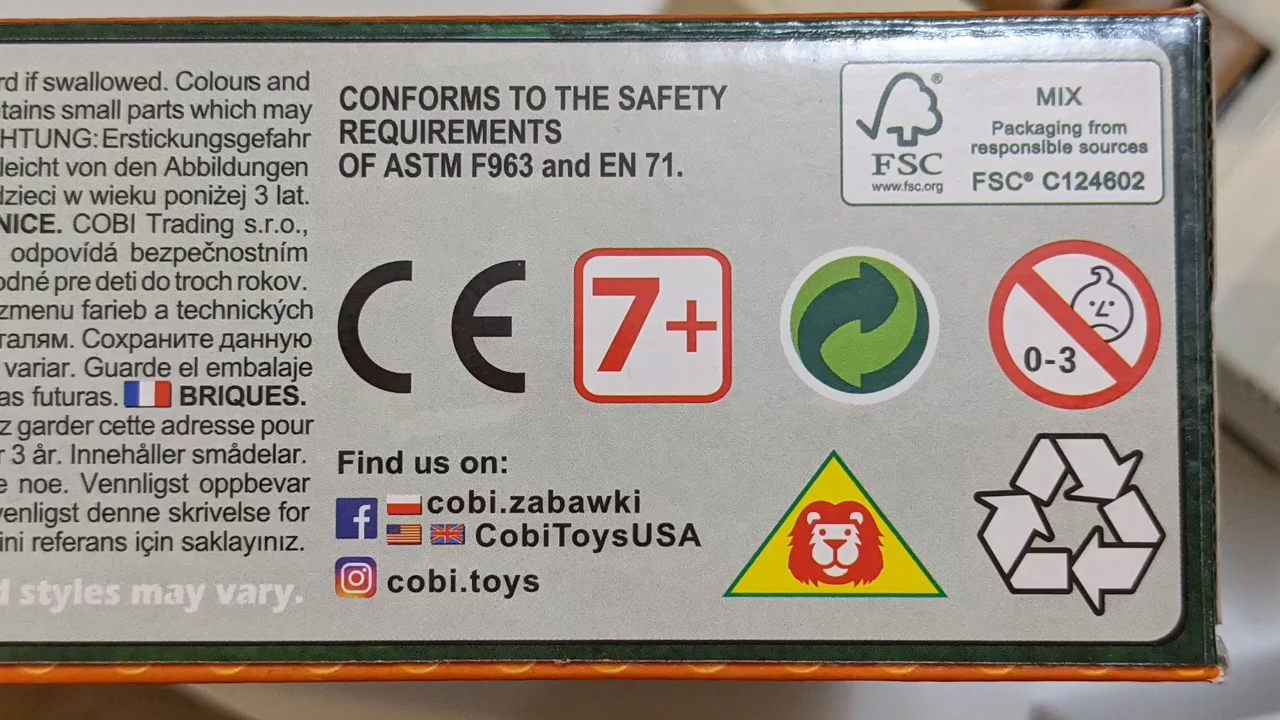 rd if swallowed. Colours and
tains small parts which may
HTUNG: Erstickungsgefahr
leicht von den Abbildungen
dzieci w wieku poniżej 3 lat.
NICE. COBI Trading s.r.o.,
odpovídá bezpečnostním
odné pre deti do troch rokov.
zmenu farieb a technických
талям. Сохраните данную
variar. Guarde el embalaje
as futuras. BRIQUES.
z garder cette adresse pour
r 3 år. Innehåller smådelar.
e noe. Vennligst oppbevar
venligst denne skrivelse for
ini referans için saklayınız.
d styles may vary.
CONFORMS TO THE SAFETY
REQUIREMENTS
OF ASTM F963 and EN 71.
CE
7+
Find us on:
cobi.zabawki
CobiToysUSA
cobi.toys
FSC®
www.fsc.org
MIX
Packaging from
responsible sources
FSC® C124602
0-3